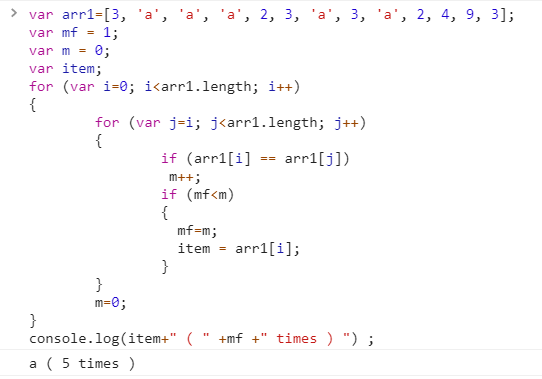 > var arr1=[3, 'a', 'a', 'a', 2, 3, 'a', 3, 'a', 2, 4, 9, 3];
var mf = 1;
var m = 0;
var item;
for (var i=0; i<arr1.length; i++)
{
        for (var j=i; j<arr1.length; j++)
        {
                if (arr1[i] == arr1[j])
                 m++;
                if (mf<m)
                {
                  mf=m;
                  item = arr1[i];
                }
        }
        m=0;
}
console.log(item+" ( " +mf +" times ) ") ;
a ( 5 times )